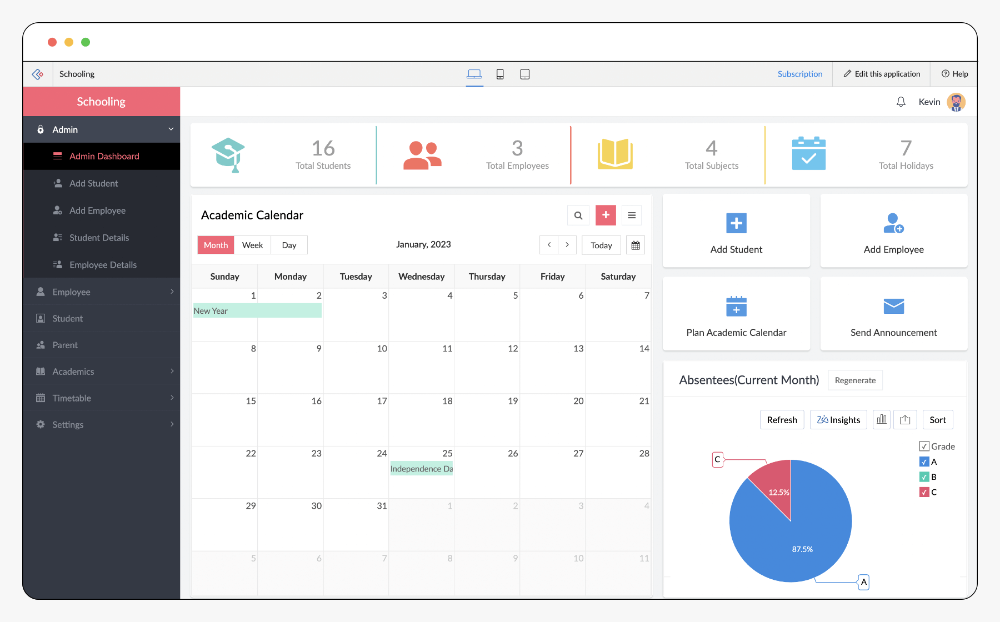 Schooling
Subscription
Edit this application
Help
Schooling
Kevin
Admin
Admin Dashboard
Add Student
Add Employee
Student Details
Employee Details
Employee
Student
Parent
Academics
Timetable
Settings
16
Total Students
3
Total Employees
4
Total Subjects
7
Total Holidays
Academic Calendar
Month Week Day
January, 2023
Today
Sunday Monday Tuesday Wednesday Thursday Friday Saturday
1 2 3 4 5 6 7
New Year
8 9 10 11 12 13 14
15 16 17 18 19 20 21
22 23 24 25 26 27 28
Independence Da
29 30 31 1 2 3 4
5 6 7 8 9 10 11
Add Student
Add Employee
Plan Academic Calendar
Send Announcement
Absentees(Current Month)
Regenerate
Refresh
Zia Insights
Sort
Grade
A
B
C
C
12.5%
87.5%
A